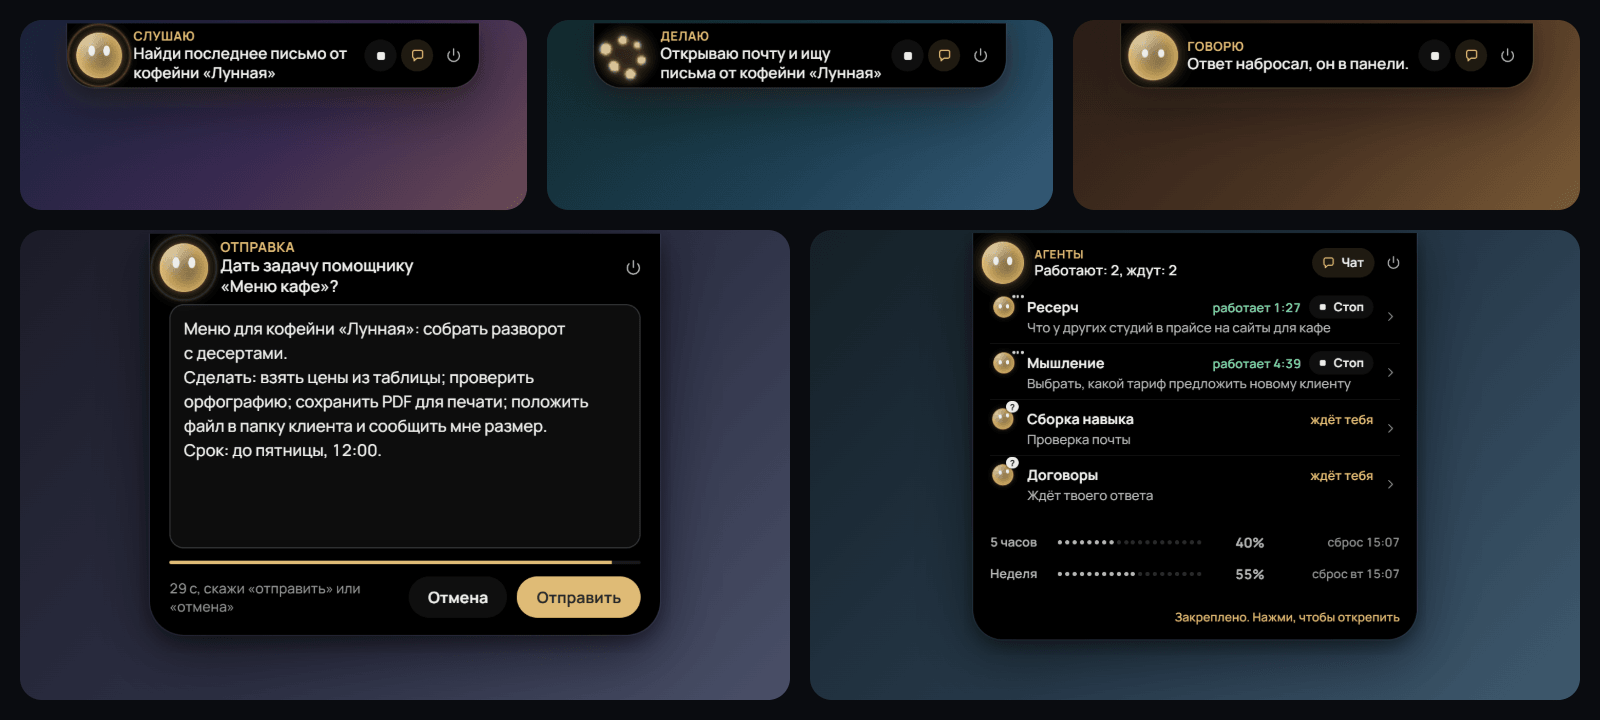 СЛУШАЮ
Найди последнее письмо от
кофейни «Лунная»
ДЕЛАЮ
Открываю почту и ищу
письма от кофейни «Лунная»
ГОВОРЮ
Ответ набросал, он в панели.
ОТПРАВКА
Дать задачу помощнику
«Меню кафе»?
Меню для кофейни «Лунная»: собрать разворот
с десертами.
Сделать: взять цены из таблицы; проверить
орфографию; сохранить PDF для печати; положить
файл в папку клиента и сообщить мне размер.
Срок: до пятницы, 12:00.
29 с, скажи «отправить» или
«отмена»
Отмена
Отправить
АГЕНТЫ
Работают: 2, ждут: 2
Чат
Ресерч
работает 1:27
Стоп
Что у других студий в прайсе на сайты для кафе
Мышление
работает 4:39
Стоп
Выбрать, какой тариф предложить новому клиенту
?
Сборка навыка
ждёт тебя
Проверка почты
?
Договоры
ждёт тебя
Ждёт твоего ответа
5 часов
40%
сброс 15:07
Неделя
55%
сброс вт 15:07
Закреплено. Нажми, чтобы открепить